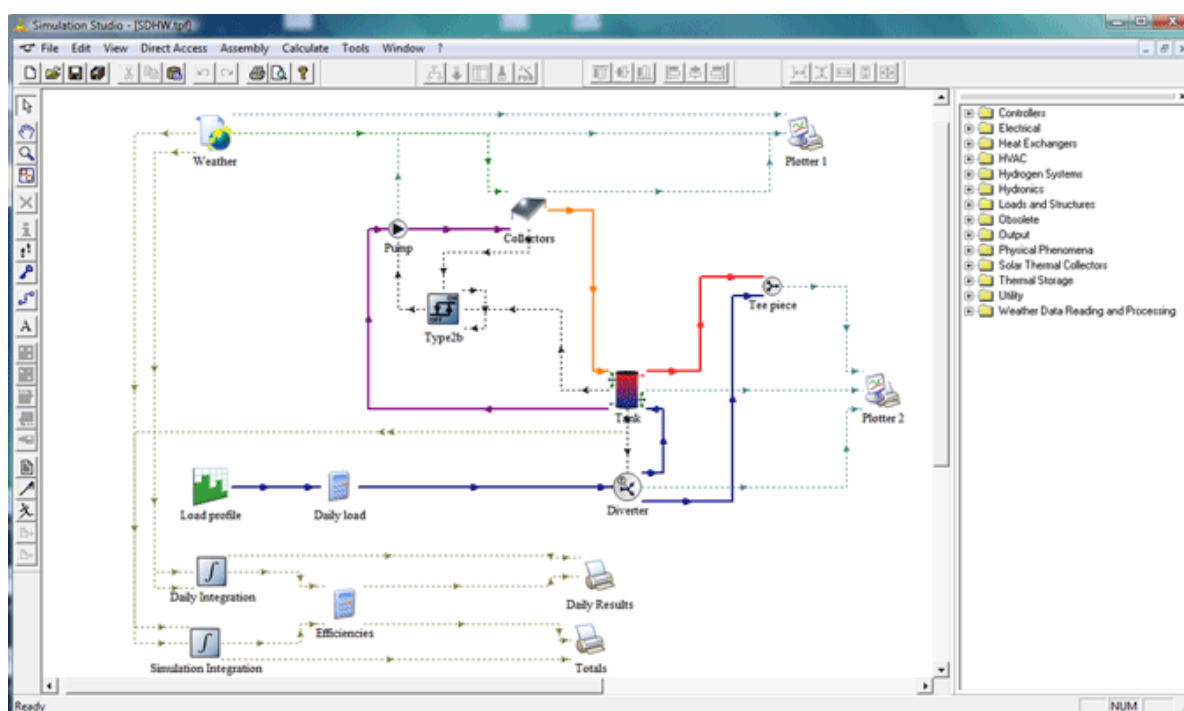 Simulation Studio - [SDHW.tpf]
File Edit View Direct Access Assembly Calculate Tools Window ?
Weather
Plotter 1
Pump
Collectors
Type2b
Tee piece
Tank
Plotter 2
Load profile
Daily load
Diverter
Daily Integration
Efficiencies
Daily Results
Simulation Integration
Totals
Controllers
Electrical
Heat Exchangers
HVAC
Hydrogen Systems
Hydronics
Loads and Structures
Obsolete
Output
Physical Phenomena
Solar Thermal Collectors
Thermal Storage
Utility
Weather Data Reading and Processing
A
Ready
NUM